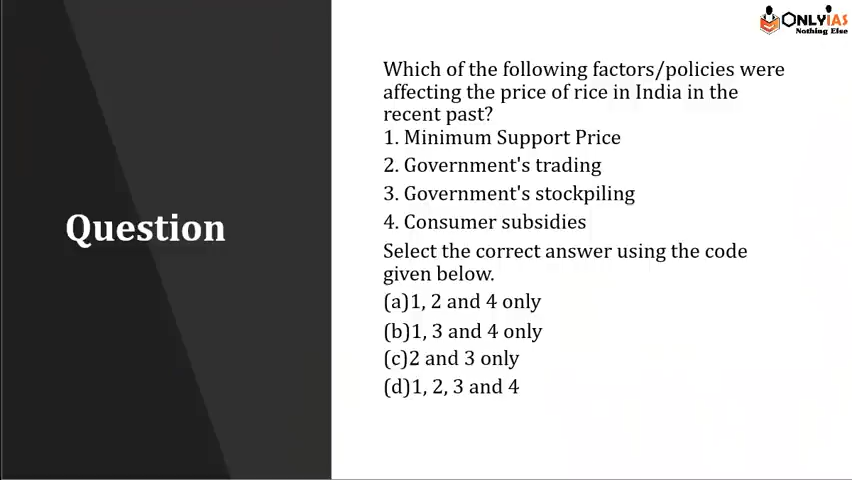 ONLYIAS
Nothing Else
Question
Which of the following factors/policies were
affecting the price of rice in India in the
recent past?
1. Minimum Support Price
2. Government's trading
3. Government's stockpiling
4. Consumer subsidies
Select the correct answer using the code
given below.
(a)1, 2 and 4 only
(b)1, 3 and 4 only
(c)2 and 3 only
(d)1, 2, 3 and 4